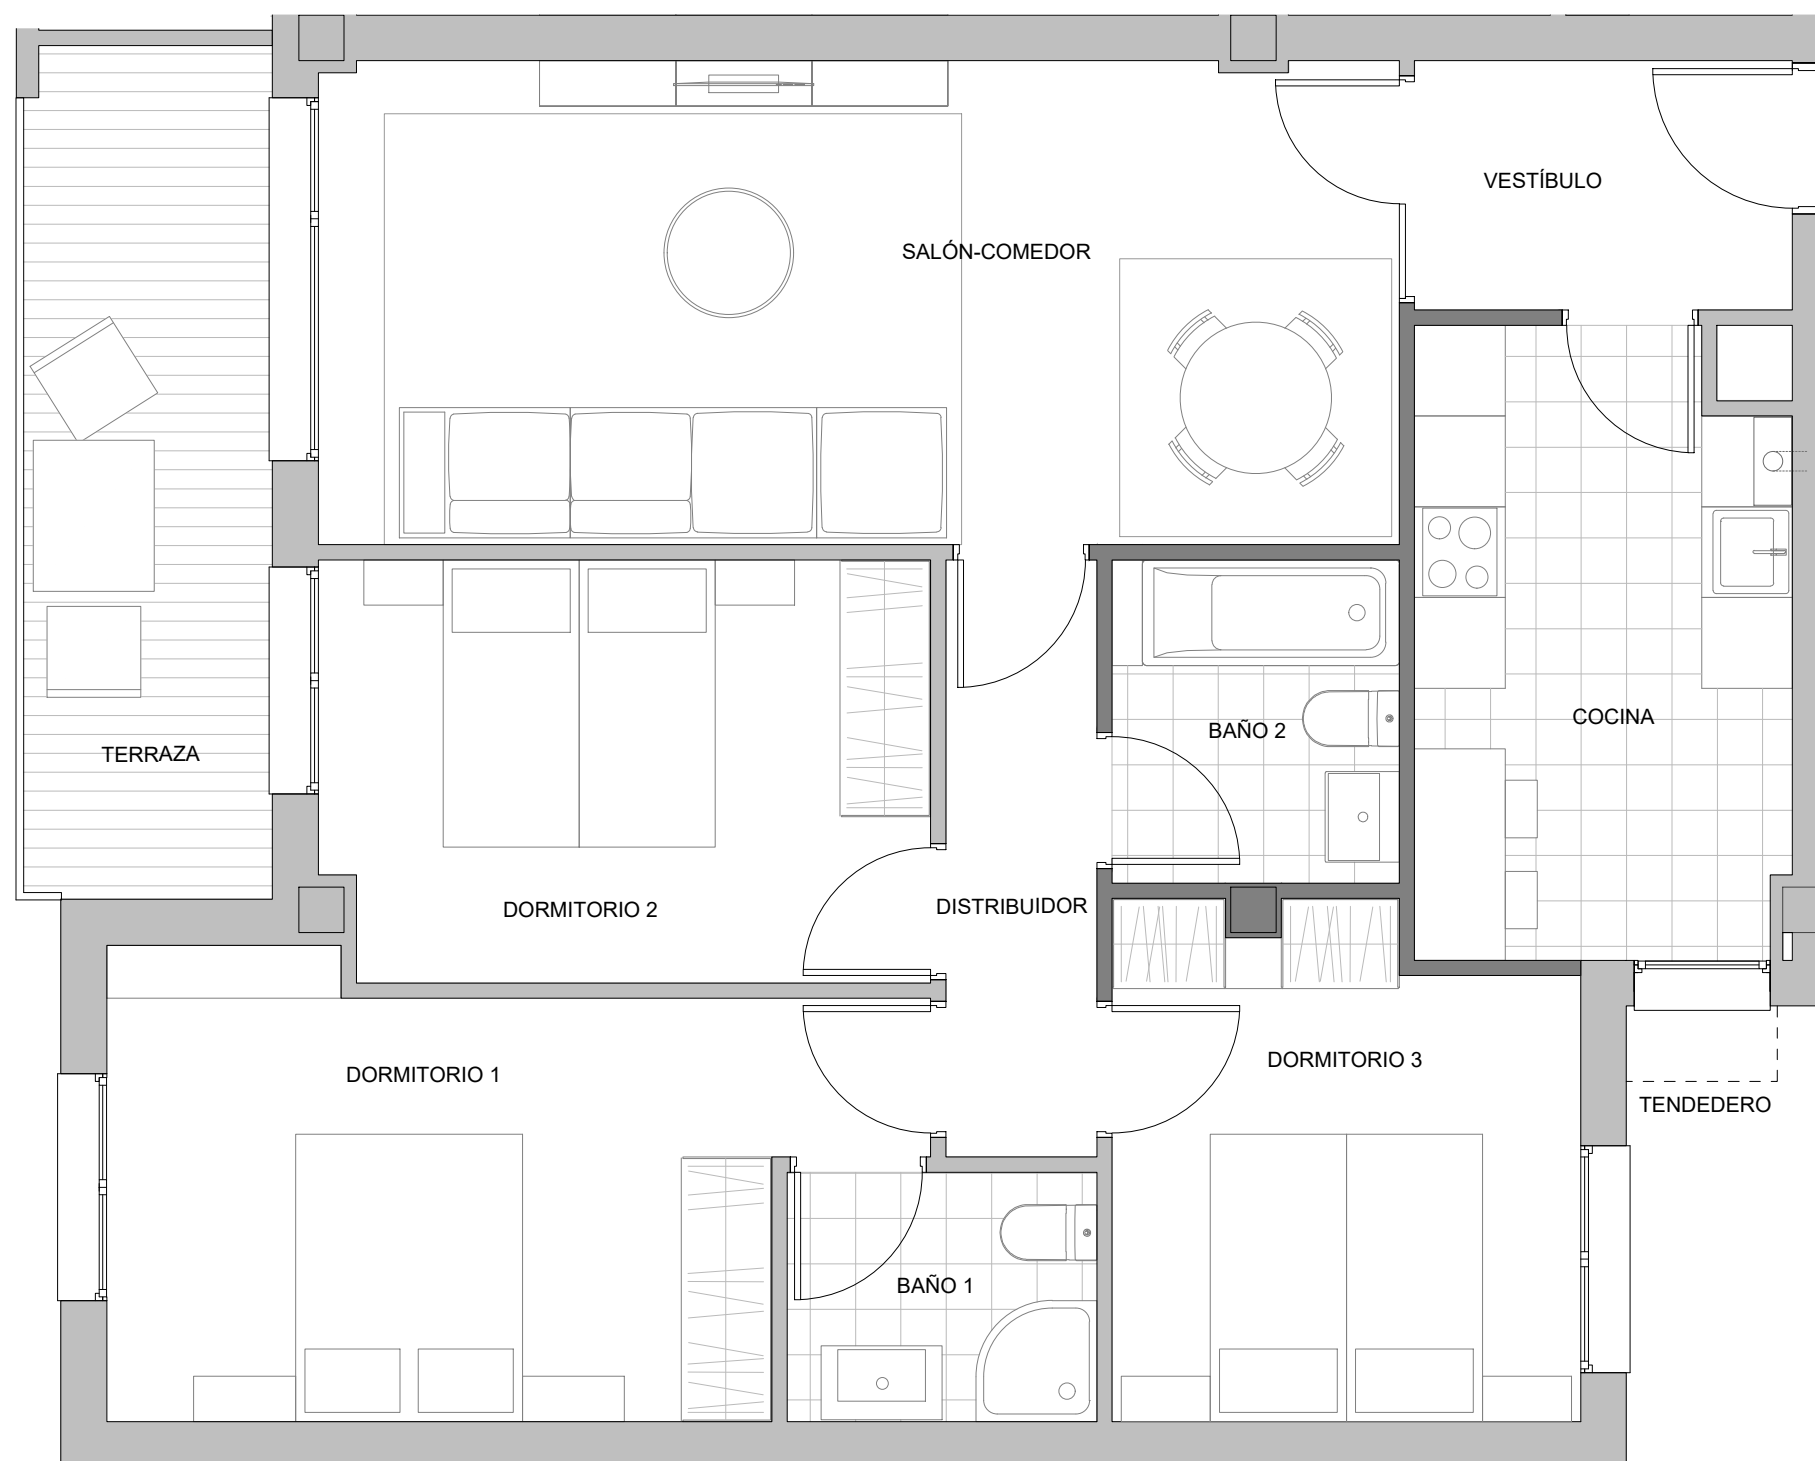 VESTÍBULO
SALÓN-COMEDOR
COCINA
BAÑO 2
TERRAZA
DORMITORIO 2
DISTRIBUIDOR
DORMITORIO 1
DORMITORIO 3
TENDEDERO
BAÑO 1